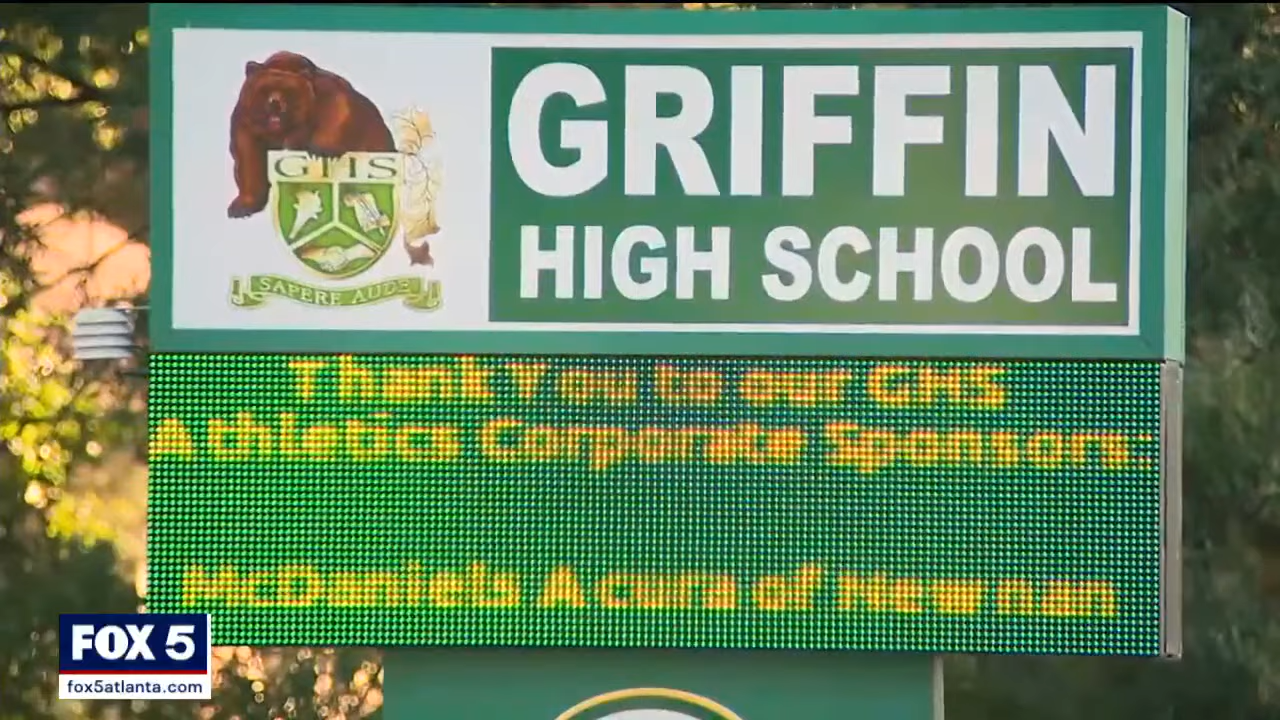 GRIFFIN
HIGH SCHOOL
GHS
SAPERE AUDE
Thank You to our GHS
Athletics Corporate Sponsors:
McDaniels Acura of Newnan
FOX 5
fox5atlanta.com